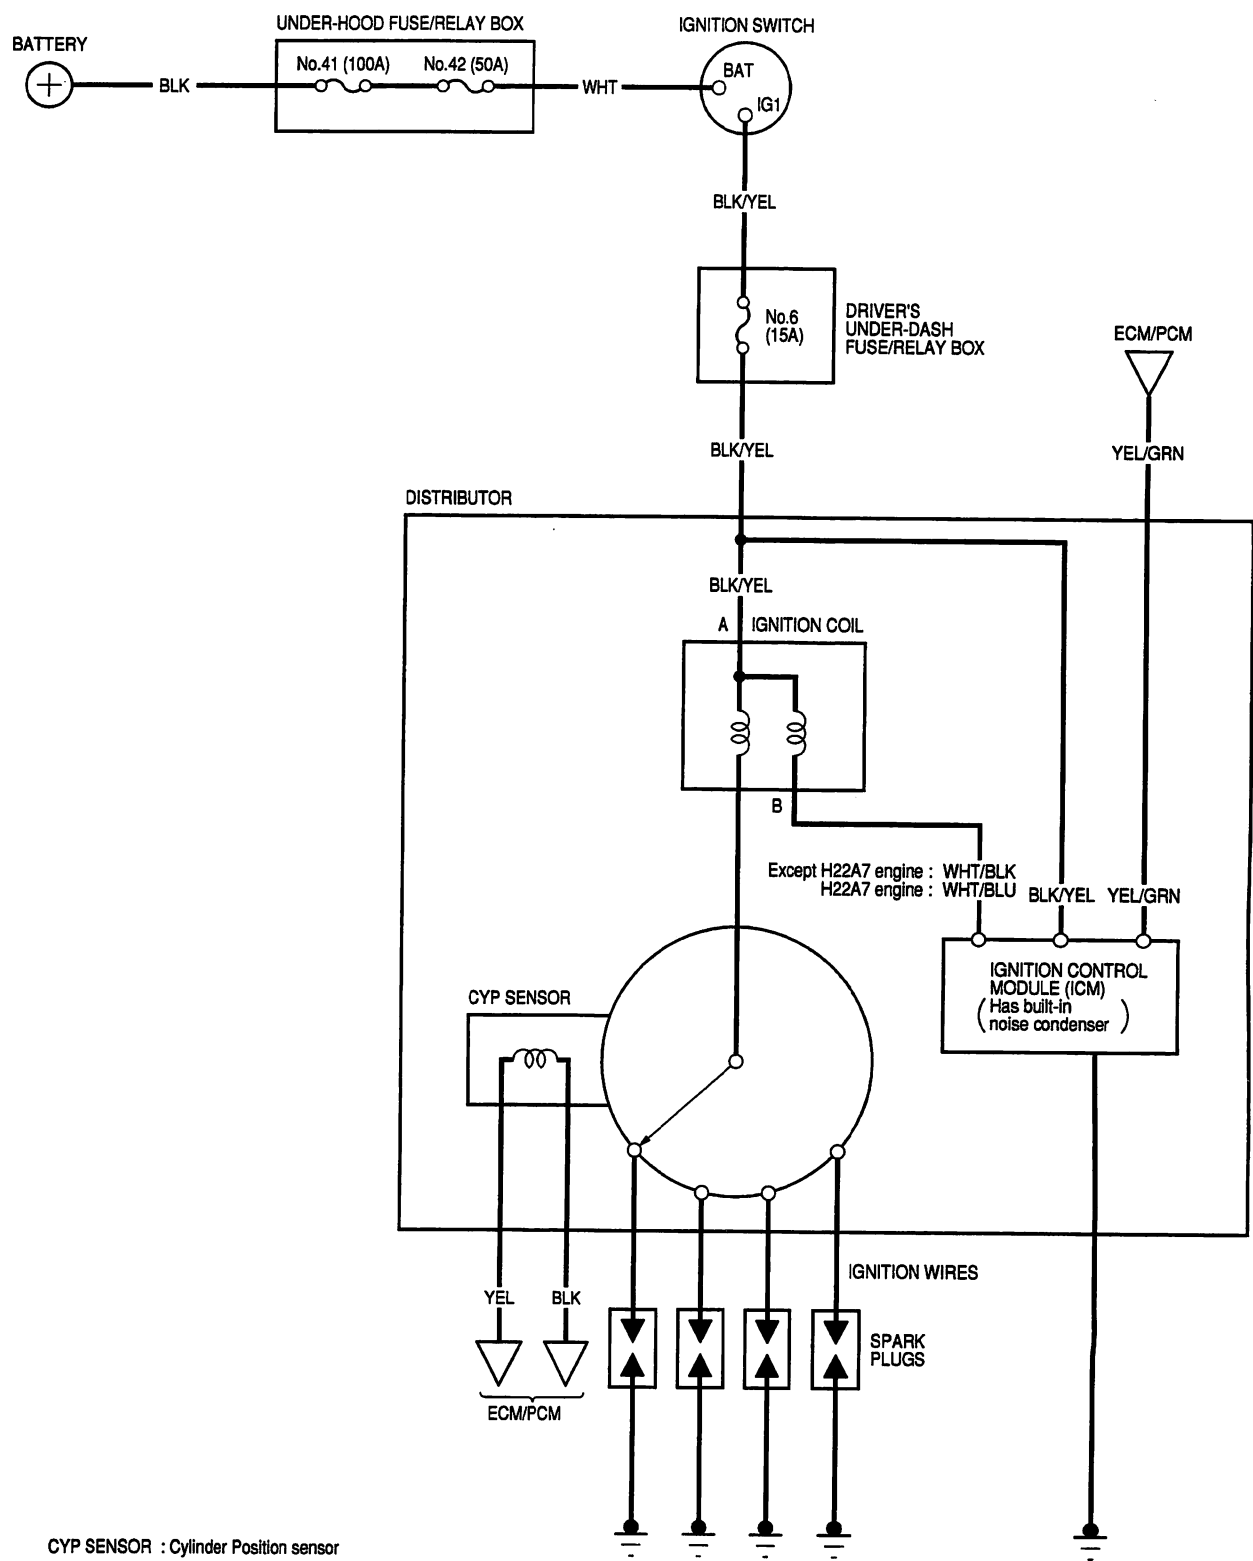 UNDER-HOOD FUSE/RELAY BOX
IGNITION SWITCH
BATTERY
No.41 (100A)
No.42 (50A)
BAT
+
BLK
WHT
IG1
BLK/YEL
No.6
(15A)
DRIVER'S
UNDER-DASH
FUSE/RELAY BOX
ECM/PCM
BLK/YEL
YEL/GRN
DISTRIBUTOR
BLK/YEL
A
IGNITION COIL
B
Except H22A7 engine : WHT/BLK
H22A7 engine : WHT/BLU
BLK/YEL
YEL/GRN
IGNITION CONTROL
MODULE (ICM)
(Has built-in
noise condenser)
CYP SENSOR
IGNITION WIRES
YEL
BLK
SPARK
PLUGS
ECM/PCM
CYP SENSOR : Cylinder Position sensor